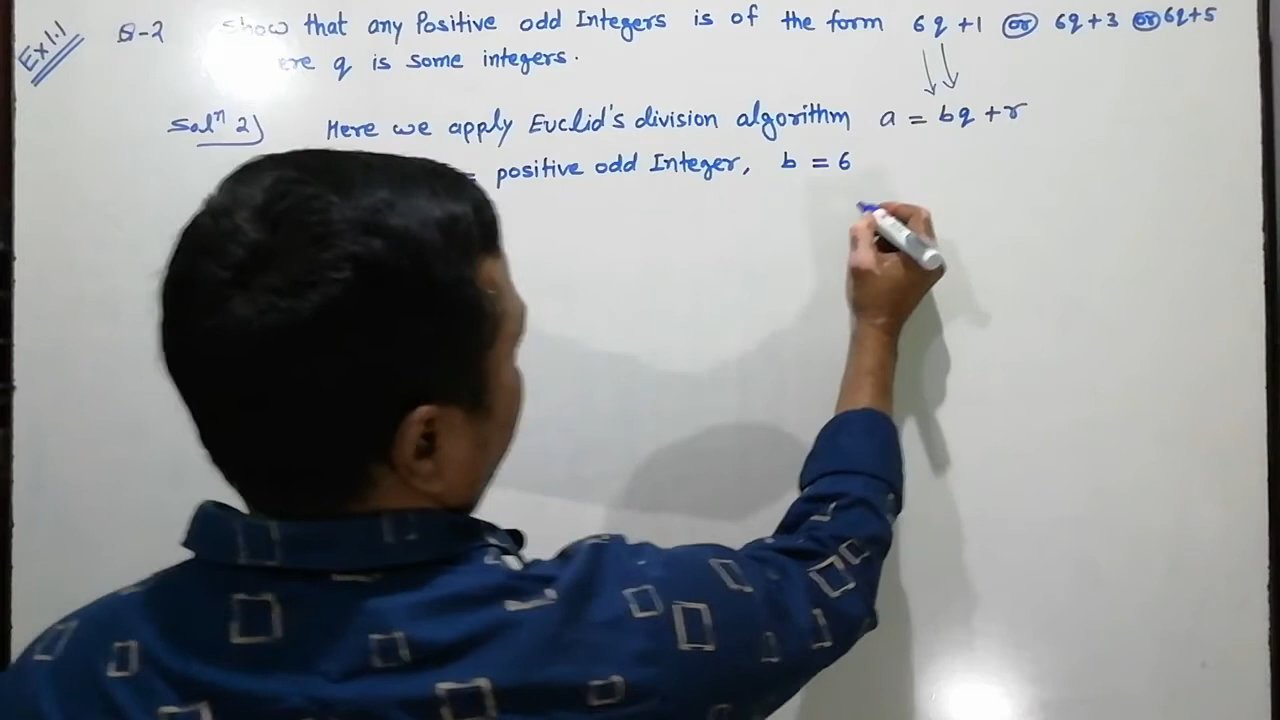 Ex 1.1
Q-2 Show that any Positive odd Integers is of the form 6q+1 or 6q+3 or 6q+5
q is some integers.
Solⁿ 2) Here we apply Euclid's division algorithm a = bq + r
= positive odd Integer, b = 6